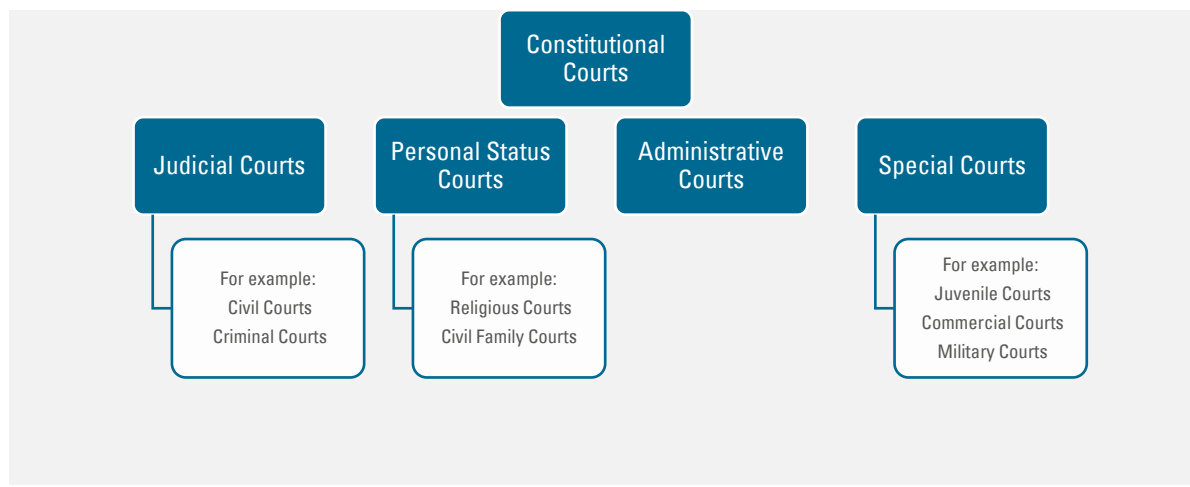 Constitutional
Courts
Judicial Courts
Personal Status
Courts
Administrative
Courts
Special Courts
For example:
Civil Courts
Criminal Courts
For example:
Religious Courts
Civil Family Courts
For example:
Juvenile Courts
Commercial Courts
Military Courts